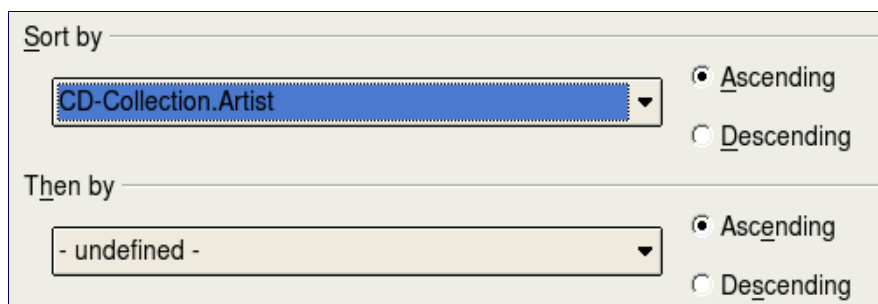 Sort by
CD-Collection.Artist
Ascending
Descending
Then by
- undefined -
Ascending
Descending